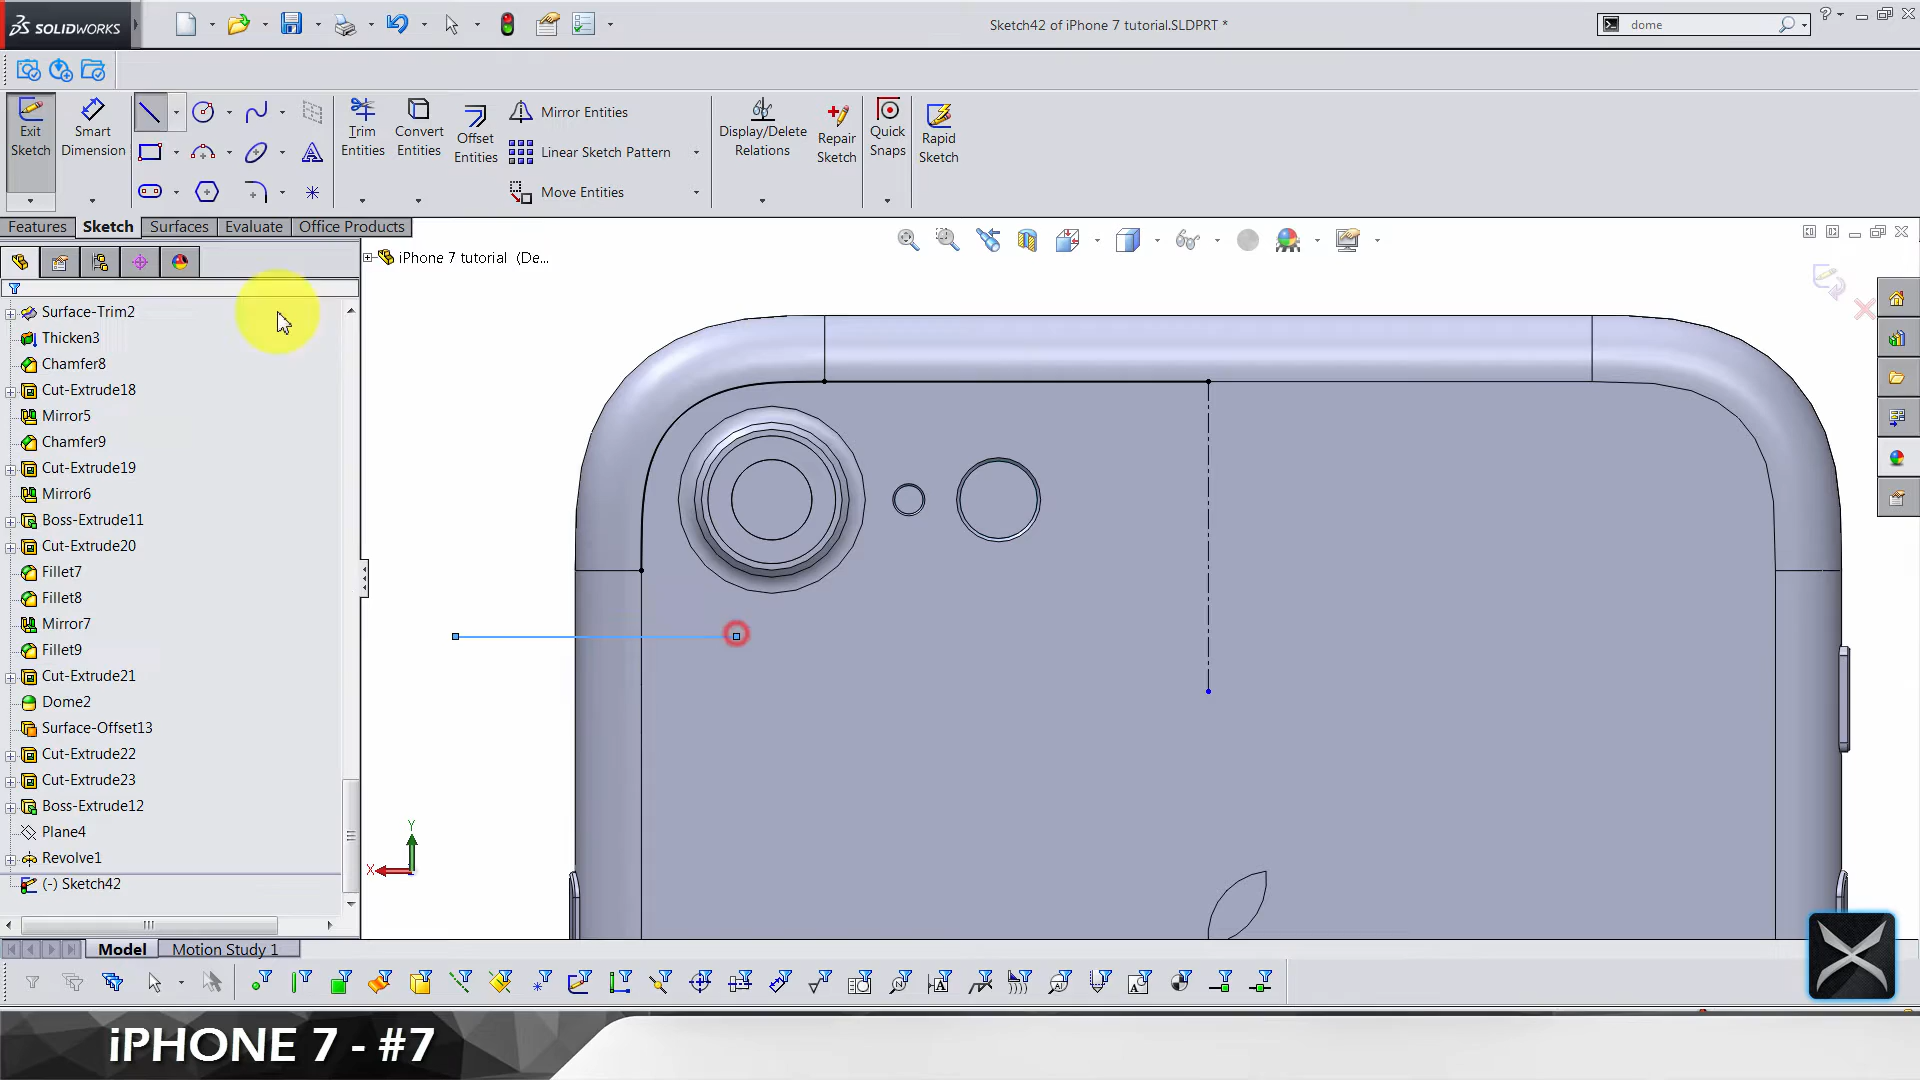 SOLIDWORKS
Sketch42 of iPhone 7 tutorial.SLDPRT *
dome
Exit Sketch
Smart Dimension
Trim Entities
Convert Entities
Offset Entities
Mirror Entities
Linear Sketch Pattern
Move Entities
Display/Delete Relations
Repair Sketch
Quick Snaps
Rapid Sketch
Features
Sketch
Surfaces
Evaluate
Office Products
iPhone 7 tutorial (De...
Surface-Trim2
Thicken3
Chamfer8
Cut-Extrude18
Mirror5
Chamfer9
Cut-Extrude19
Mirror6
Boss-Extrude11
Cut-Extrude20
Fillet7
Fillet8
Mirror7
Fillet9
Cut-Extrude21
Dome2
Surface-Offset13
Cut-Extrude22
Cut-Extrude23
Boss-Extrude12
Plane4
Revolve1
(-) Sketch42
Y
X
Model
Motion Study 1
iPHONE 7 - #7